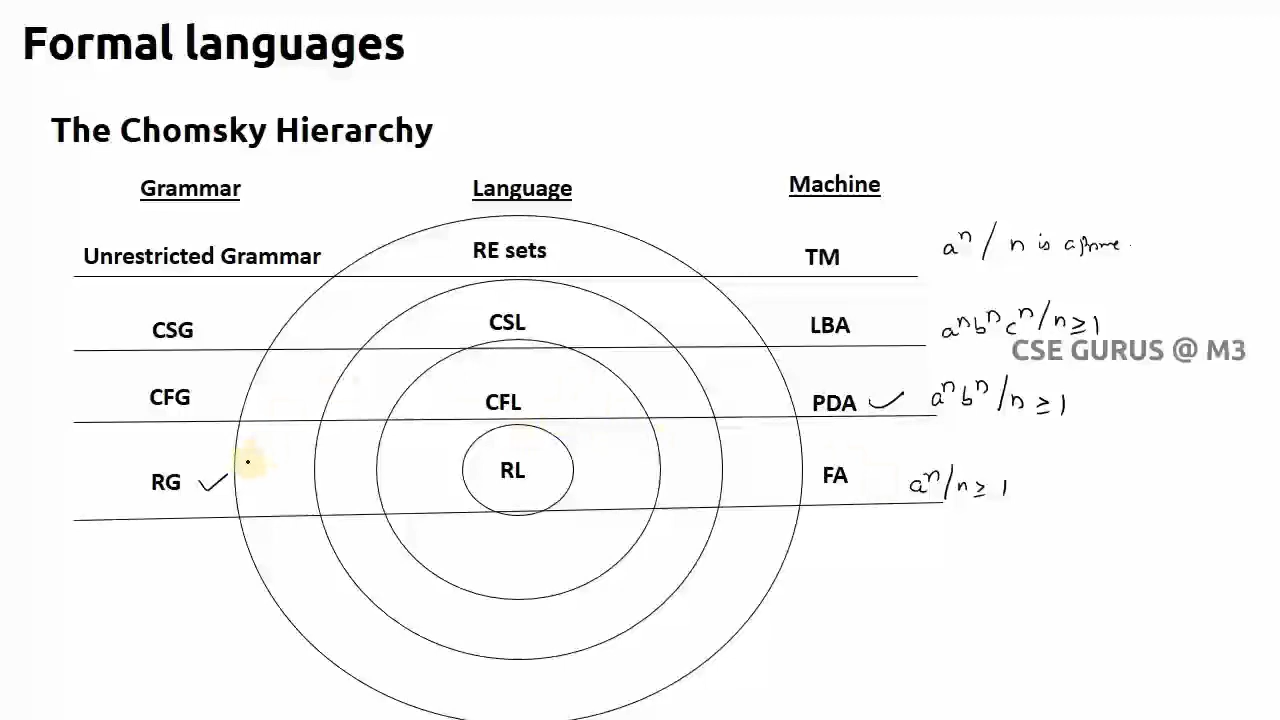 Formal languages
The Chomsky Hierarchy
Grammar Language Machine
Unrestricted Grammar RE sets TM aⁿ / n is a prime.
CSG CSL LBA aⁿbⁿcⁿ/n≥1
CSE GURUS @ M3
CFG CFL PDA ✓ aⁿbⁿ/n≥1
RG ✓ RL FA aⁿ/n≥1